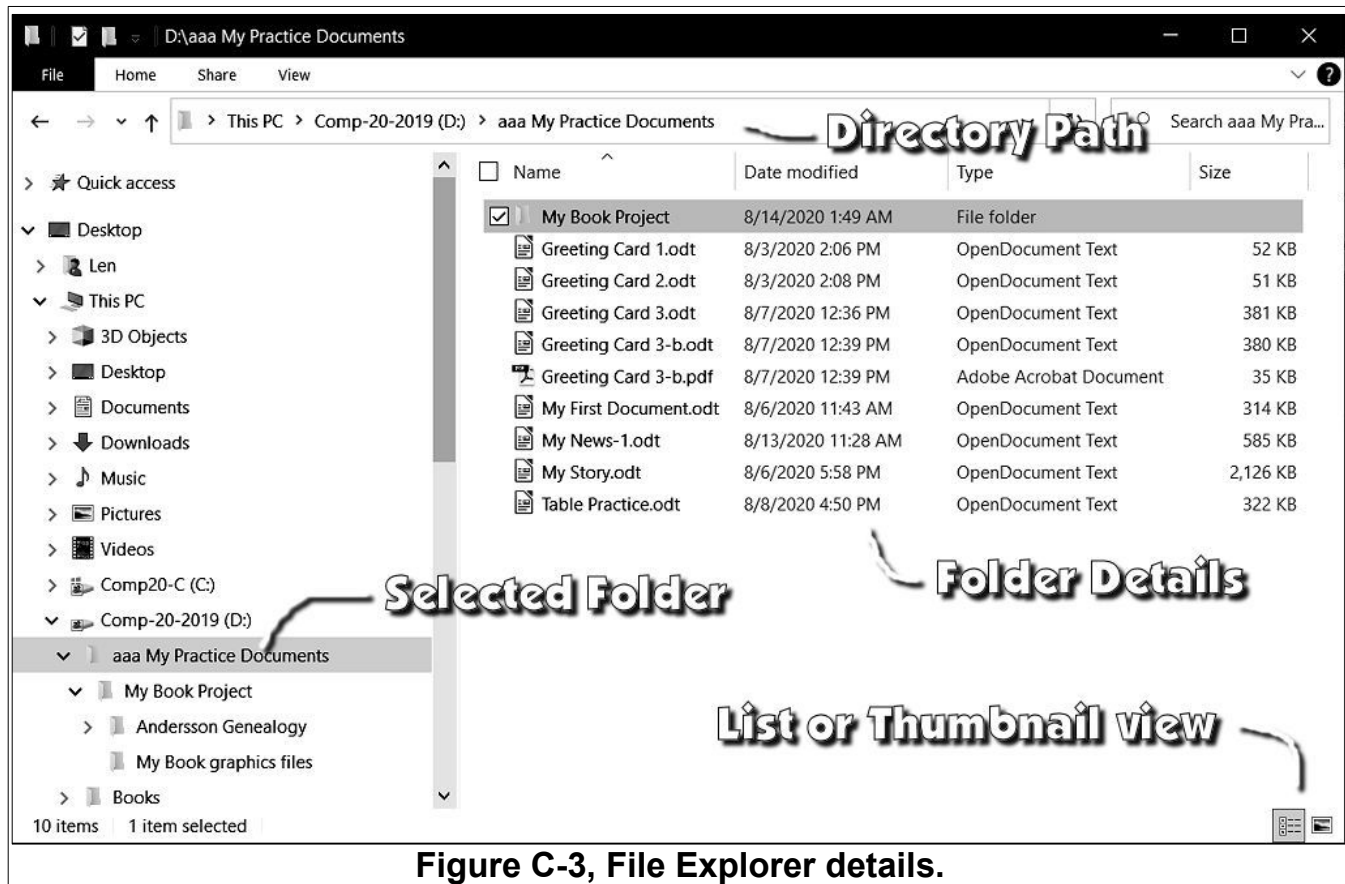 D:\aaa My Practice Documents
File Home Share View
This PC > Comp-20-2019 (D:) > aaa My Practice Documents
Directory Path
Search aaa My Pra...
Quick access
Desktop
Len
This PC
3D Objects
Desktop
Documents
Downloads
Music
Pictures
Videos
Comp20-C (C:)
Comp-20-2019 (D:)
aaa My Practice Documents
My Book Project
Andersson Genealogy
My Book graphics files
Books
Name Date modified Type Size
My Book Project 8/14/2020 1:49 AM File folder
Greeting Card 1.odt 8/3/2020 2:06 PM OpenDocument Text 52 KB
Greeting Card 2.odt 8/3/2020 2:08 PM OpenDocument Text 51 KB
Greeting Card 3.odt 8/7/2020 12:36 PM OpenDocument Text 381 KB
Greeting Card 3-b.odt 8/7/2020 12:39 PM OpenDocument Text 380 KB
Greeting Card 3-b.pdf 8/7/2020 12:39 PM Adobe Acrobat Document 35 KB
My First Document.odt 8/6/2020 11:43 AM OpenDocument Text 314 KB
My News-1.odt 8/13/2020 11:28 AM OpenDocument Text 585 KB
My Story.odt 8/6/2020 5:58 PM OpenDocument Text 2,126 KB
Table Practice.odt 8/8/2020 4:50 PM OpenDocument Text 322 KB
Folder Details
Selected Folder
List or Thumbnail view
10 items 1 item selected
Figure C-3, File Explorer details.